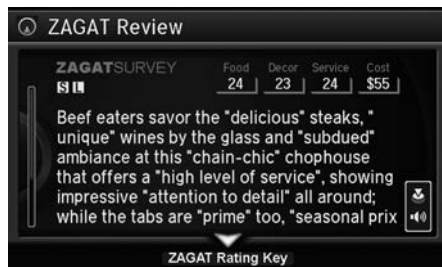 ZAGAT Review
ZAGATSURVEY
Food Decor Service Cost
S L 24 23 24 $55
Beef eaters savor the "delicious" steaks, "
unique" wines by the glass and "subdued"
ambiance at this "chain-chic" chophouse
that offers a "high level of service", showing
impressive "attention to detail" all around;
while the tabs are "prime" too, "seasonal prix
ZAGAT Rating Key